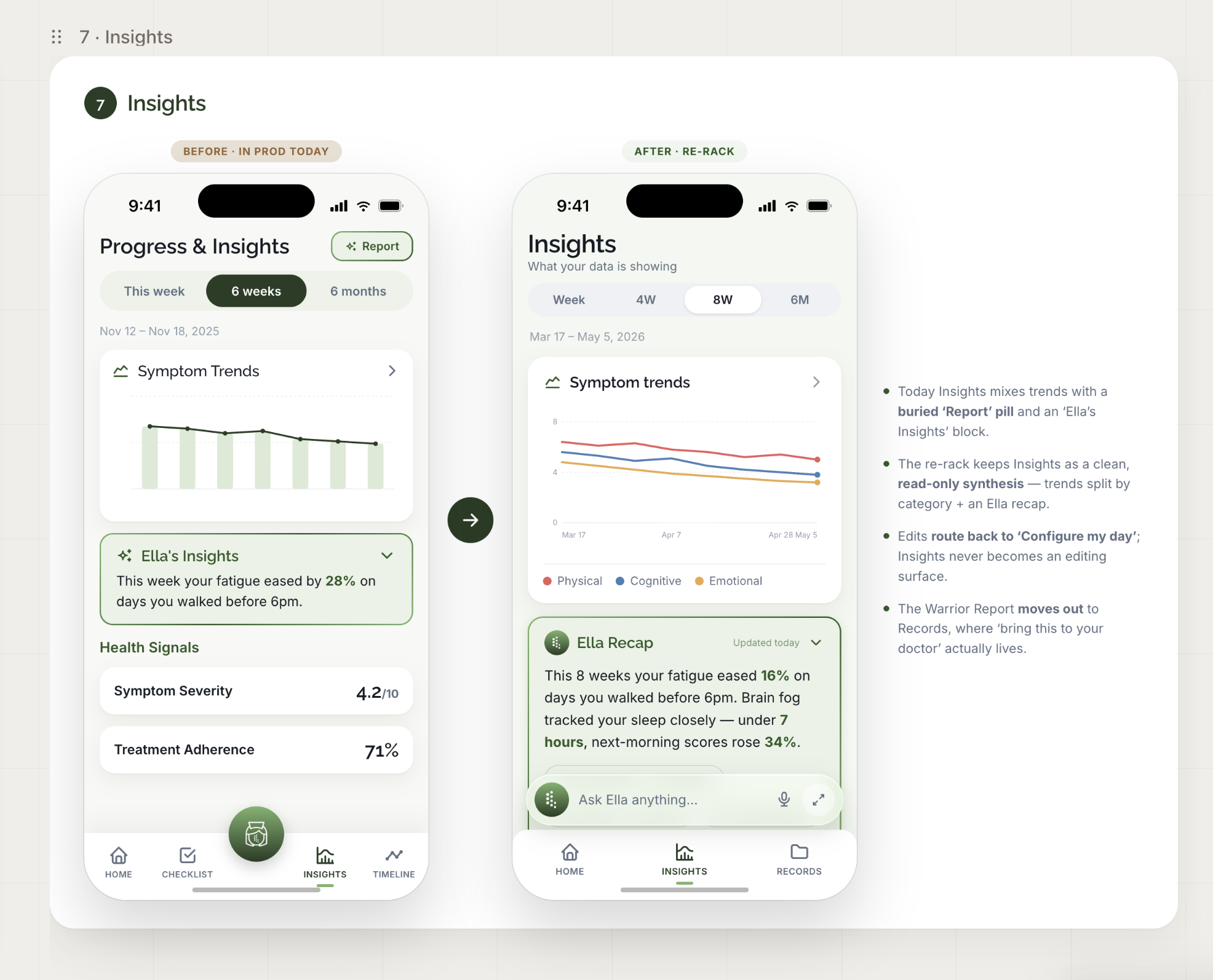 7 · Insights
7 Insights
BEFORE · IN PROD TODAY
9:41
Progress & Insights
Report
This week 6 weeks 6 months
Nov 12 – Nov 18, 2025
Symptom Trends
Ella's Insights
This week your fatigue eased by 28% on
days you walked before 6pm.
Health Signals
Symptom Severity 4.2/10
Treatment Adherence 71%
HOME CHECKLIST INSIGHTS TIMELINE
AFTER · RE-RACK
9:41
Insights
What your data is showing
Week 4W 8W 6M
Mar 17 – May 5, 2026
Symptom trends
8
4
0
Mar 17 Apr 7 Apr 28 May 5
Physical Cognitive Emotional
Ella Recap Updated today
This 8 weeks your fatigue eased 16% on
days you walked before 6pm. Brain fog
tracked your sleep closely — under 7
hours, next-morning scores rose 34%.
Ask Ella anything...
HOME INSIGHTS RECORDS
Today Insights mixes trends with a
buried ‘Report’ pill and an ‘Ella’s
Insights’ block.
The re-rack keeps Insights as a clean,
read-only synthesis — trends split by
category + an Ella recap.
Edits route back to ‘Configure my day’;
Insights never becomes an editing
surface.
The Warrior Report moves out to
Records, where ‘bring this to your
doctor’ actually lives.